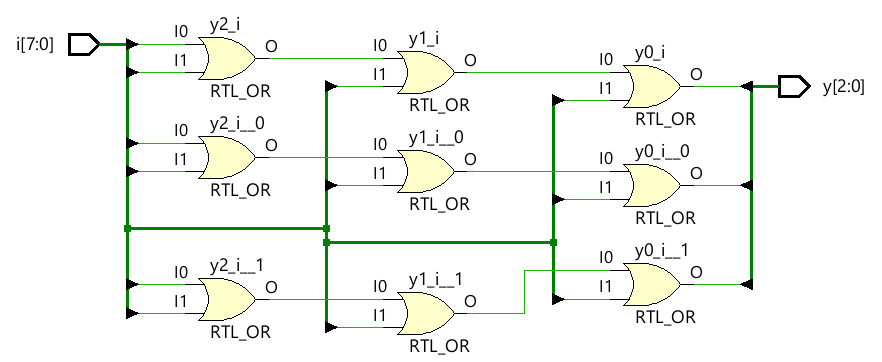 i[7:0]
I0
I1
y2_i
O
RTL_OR
I0
I1
y1_i
O
RTL_OR
I0
I1
y0_i
O
RTL_OR
y[2:0]
I0
I1
y2_i__0
O
RTL_OR
I0
I1
y1_i__0
O
RTL_OR
I0
I1
y0_i__0
O
RTL_OR
I0
I1
y2_i__1
O
RTL_OR
I0
I1
y1_i__1
O
RTL_OR
I0
I1
y0_i__1
O
RTL_OR